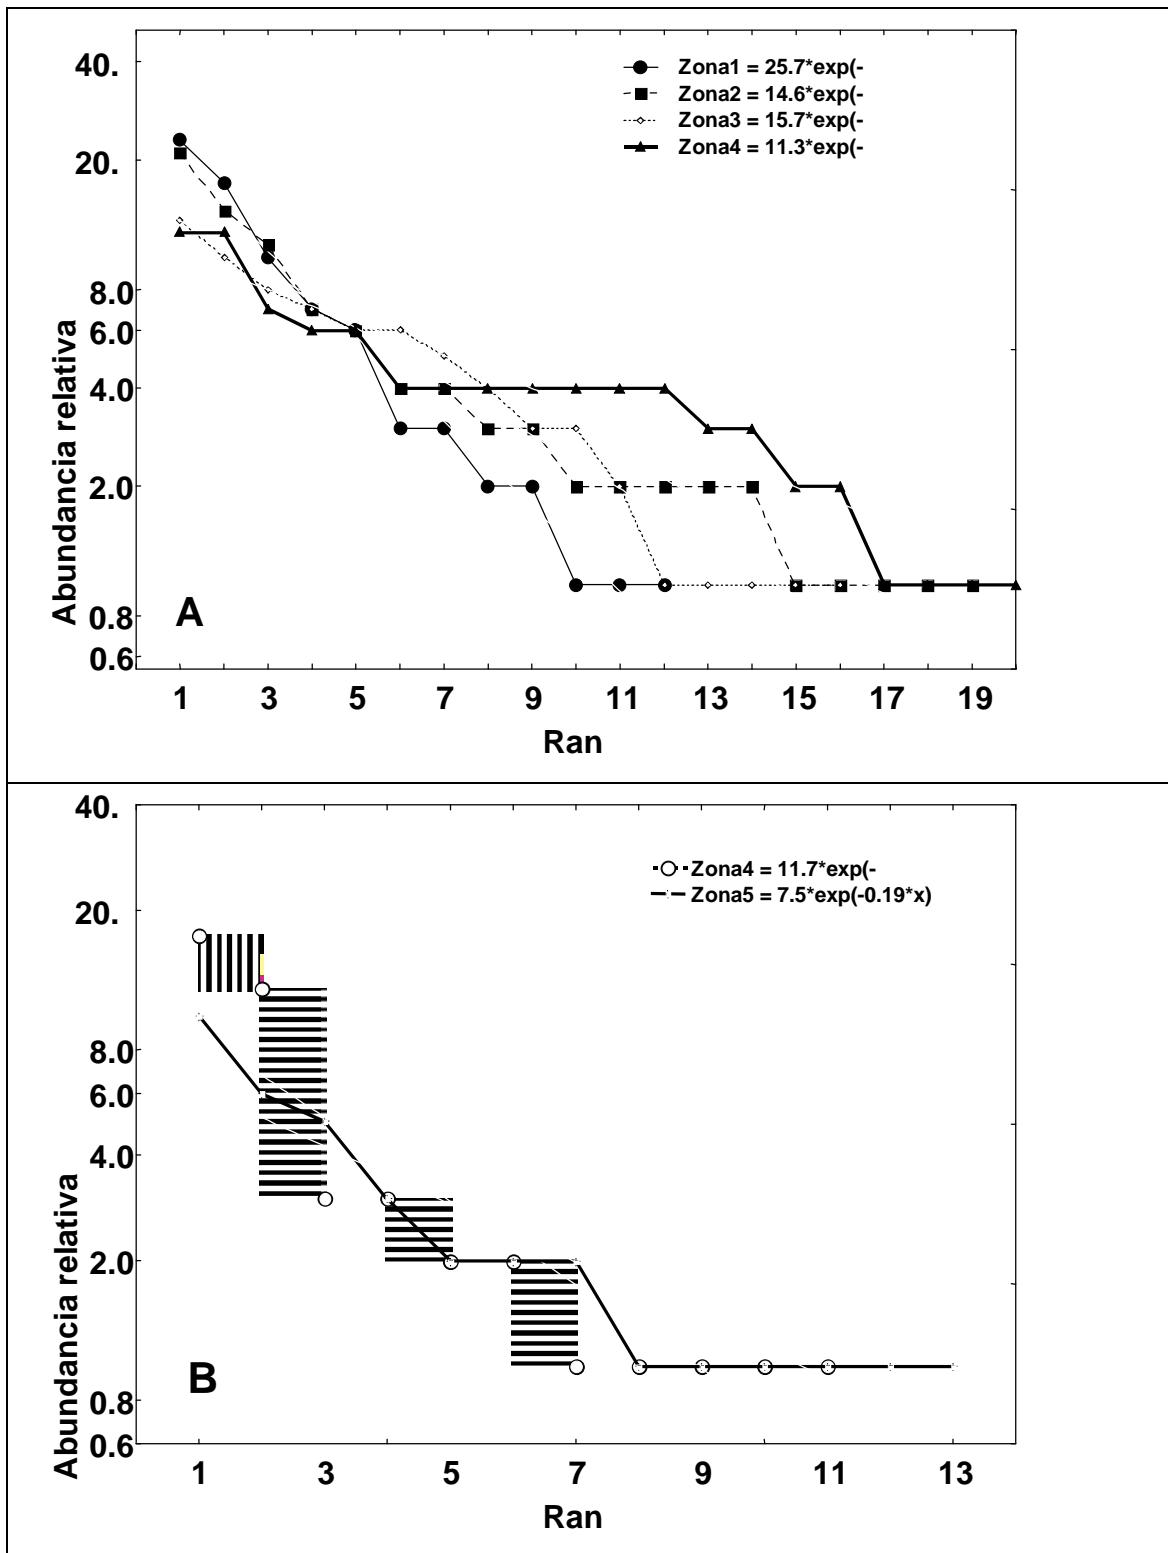 40.
20.
8.0
6.0
4.0
2.0
0.8
0.6
Abundancia relativa
Zona1 = 25.7*exp(-
Zona2 = 14.6*exp(-
Zona3 = 15.7*exp(-
Zona4 = 11.3*exp(-
A
1 3 5 7 9 11 13 15 17 19
Ran
40.
20.
8.0
6.0
4.0
2.0
0.8
0.6
Abundancia relativa
Zona4 = 11.7*exp(-
Zona5 = 7.5*exp(-0.19*x)
B
1 3 5 7 9 11 13
Ran